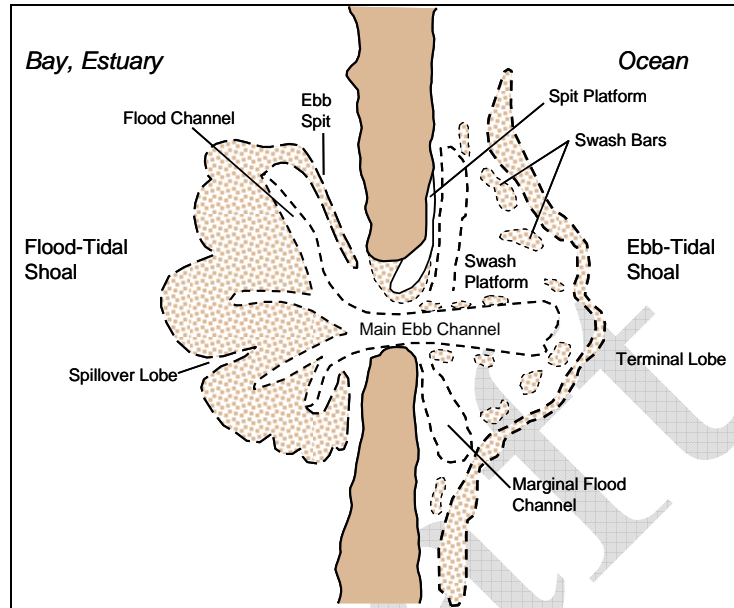 Bay, Estuary
Ocean
Ebb
Spit
Spit Platform
Flood Channel
Swash Bars
Flood-Tidal
Shoal
Swash
Platform
Ebb-Tidal
Shoal
Main Ebb Channel
Terminal Lobe
Spillover Lobe
Marginal Flood
Channel